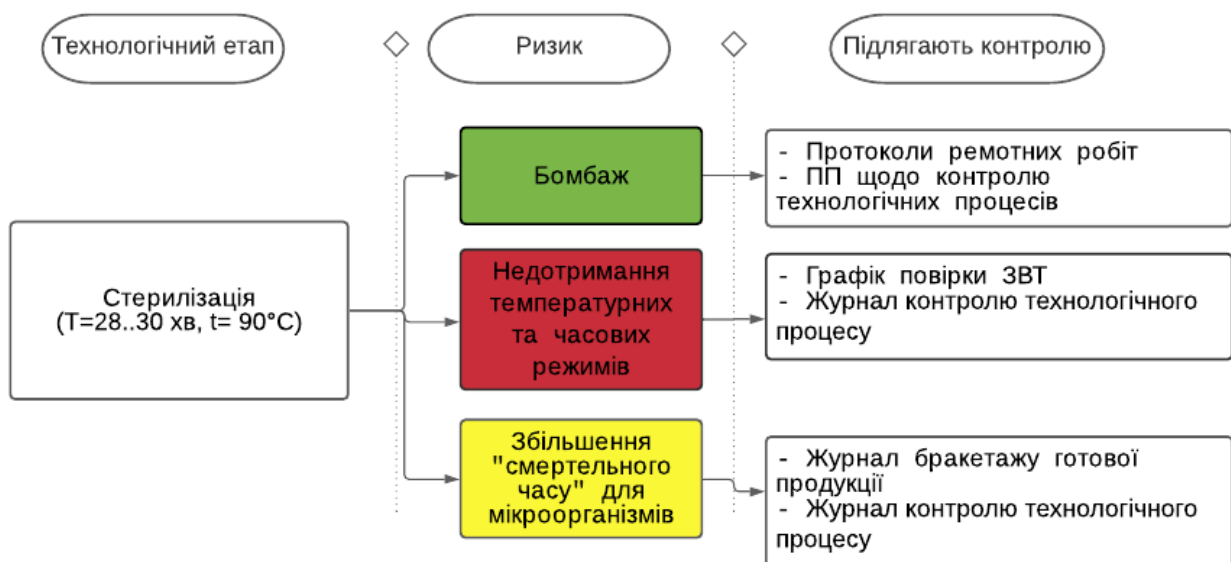 Технологічний етап
Ризик
Підлягають контролю
Стерилізація
(Т=28..30 хв, t= 90°C)
Бомбаж
- Протоколи ремотних робіт
- ПП щодо контролю
технологічних процесів
Недотримання
температурних
та часових
режимів
- Графік повірки ЗВТ
- Журнал контролю технологічного
процесу
Збільшення
"смертельного
часу" для
мікроорганізмів
- Журнал бракетажу готової
продукції
- Журнал контролю технологічного
процесу